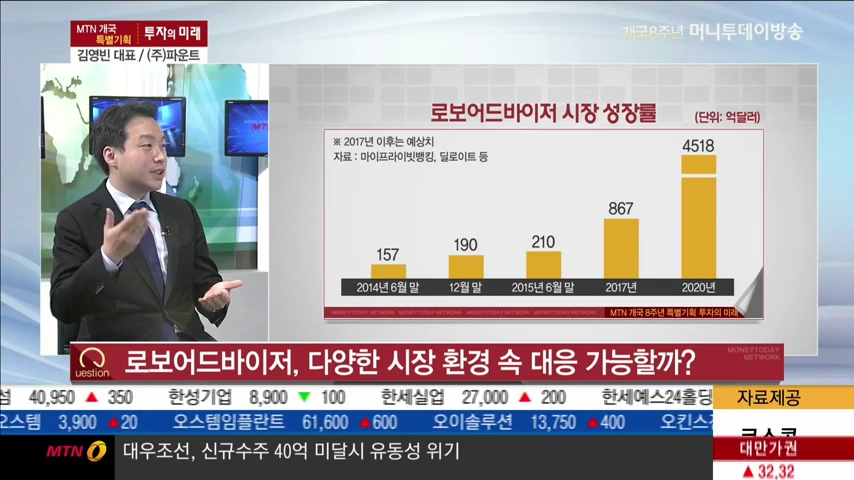 MTN 개국
특별기획
투자의 미래
김영빈 대표 / (주)파운트
개국8주년 머니투데이방송
MTN
로보어드바이저 시장 성장률
(단위: 억달러)
※ 2017년 이후는 예상치
자료 : 마이프라이빗뱅킹, 딜로이트 등
157 190 210 867 4518
2014년 6월 말 12월 말 2015년 6월 말 2017년 2020년
MONEYTODAY NETWORK MONEYTODAY NETWORK MONEYTODAY NETWORK
MTN 개국 8주년 특별기획 투자의 미래
Question
로보어드바이저, 다양한 시장 환경 속 대응 가능할까?
MONEYTODAY
NETWORK
섬 40,950 ▲ 350 한성기업 8,900 ▼ 100 한세실업 27,000 ▲ 200 한세예스24홀딩
오스템 3,900 ▲20 오스템임플란트 61,600 ▲600 오이솔루션 13,750 ▲400 오킨스전
자료제공
코스콤
대만가권
▲ 32,32
MTN
대우조선, 신규수주 40억 미달시 유동성 위기